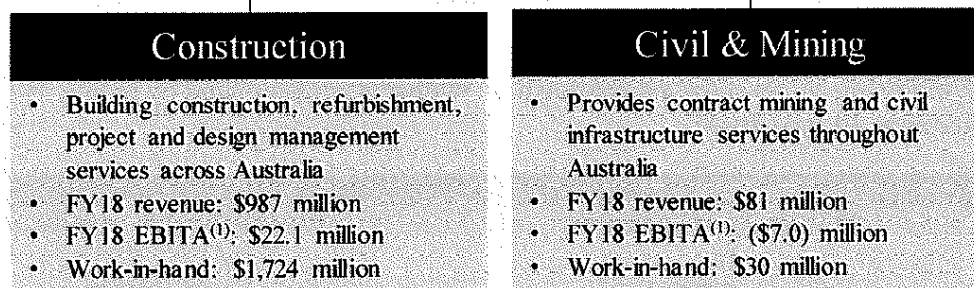 Construction
• Building construction, refurbishment,
project and design management
services across Australia
• FY18 revenue: $987 million
• FY18 EBITA(1): $22.1 million
• Work-in-hand: $1,724 million
Civil & Mining
• Provides contract mining and civil
infrastructure services throughout
Australia
• FY18 revenue: $81 million
• FY18 EBITA(1): ($7.0) million
• Work-in-hand: $30 million